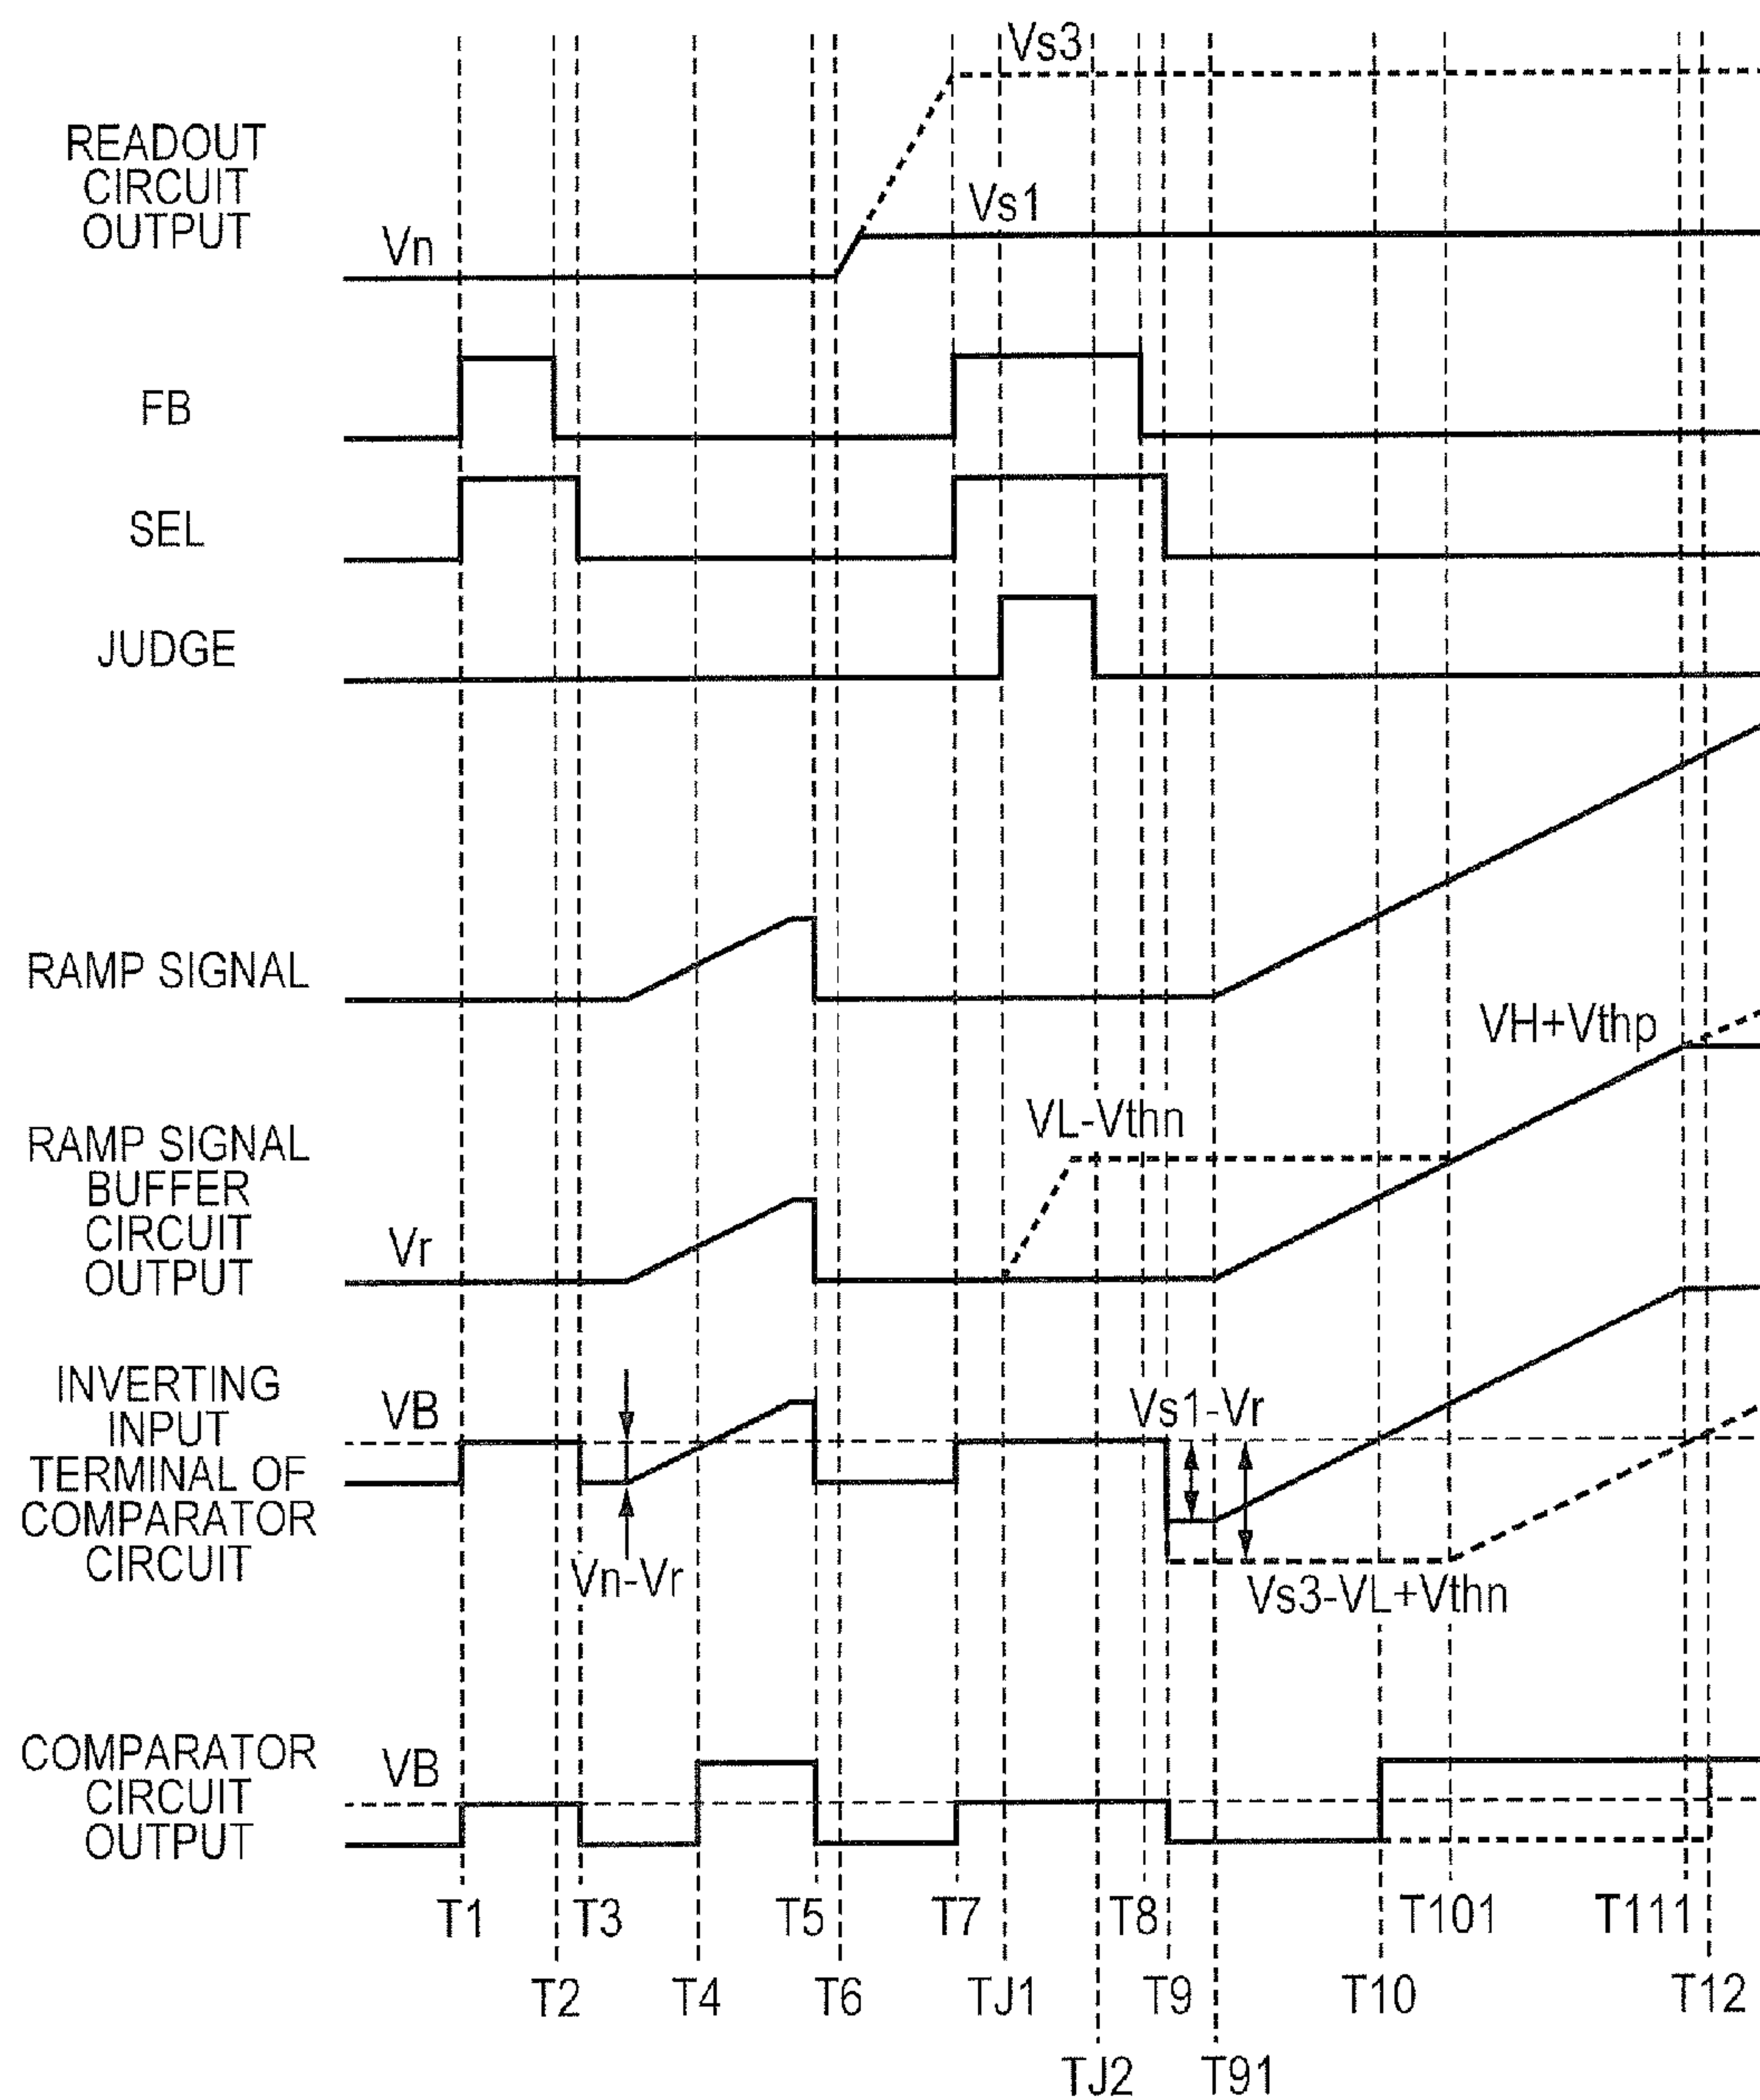 Vs3
READOUT
CIRCUIT
OUTPUT
Vs1
Vn
FB
SEL
JUDGE
RAMP SIGNAL
VH+Vthp
VL-Vthn
RAMP SIGNAL
BUFFER
CIRCUIT
OUTPUT
Vr
INVERTING
INPUT
TERMINAL OF
COMPARATOR
CIRCUIT
VB
Vs1-Vr
Vn-Vr
Vs3-VL+Vthn
COMPARATOR
CIRCUIT
OUTPUT
VB
T1 T3 T5 T7 T8 T101 T111
T2 T4 T6 TJ1 T9 T10 T12
TJ2 T91